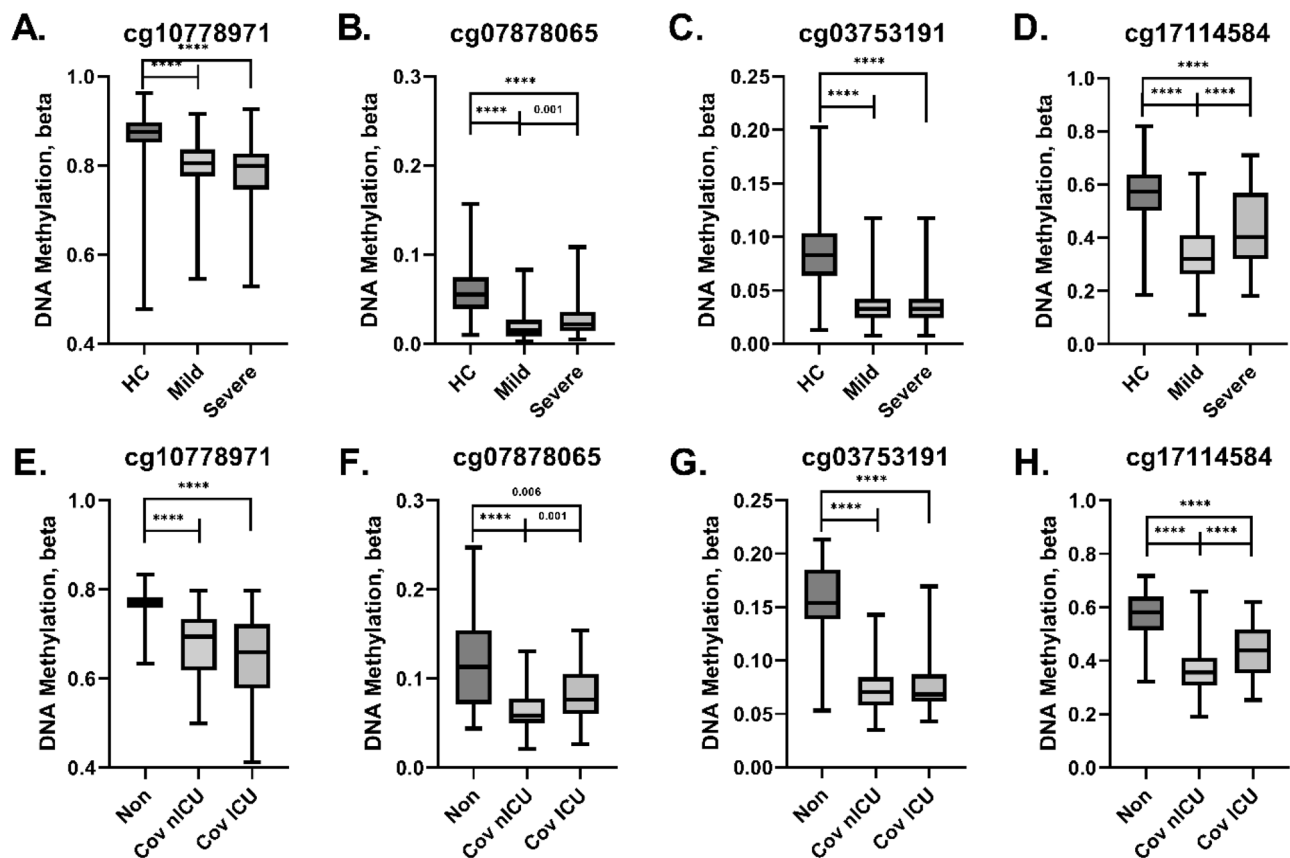 A.
cg10778971
****
****
DNA Methylation, beta
1.0
0.8
0.6
0.4
HC
Mild
Severe
B.
cg07878065
****
****
0.001
DNA Methylation, beta
0.3
0.2
0.1
0.0
HC
Mild
Severe
C.
cg03753191
****
****
DNA Methylation, beta
0.25
0.20
0.15
0.10
0.05
0.00
HC
Mild
Severe
D.
cg17114584
****
****
****
DNA Methylation, beta
1.0
0.8
0.6
0.4
0.2
0.0
HC
Mild
Severe
E.
cg10778971
****
****
DNA Methylation, beta
1.0
0.8
0.6
0.4
Non
Cov nICU
Cov ICU
F.
cg07878065
0.006
****
0.001
DNA Methylation, beta
0.3
0.2
0.1
0.0
Non
Cov nICU
Cov ICU
G.
cg03753191
****
****
DNA Methylation, beta
0.25
0.20
0.15
0.10
0.05
0.00
Non
Cov nICU
Cov ICU
H.
cg17114584
****
****
****
DNA Methylation, beta
1.0
0.8
0.6
0.4
0.2
0.0
Non
Cov nICU
Cov ICU